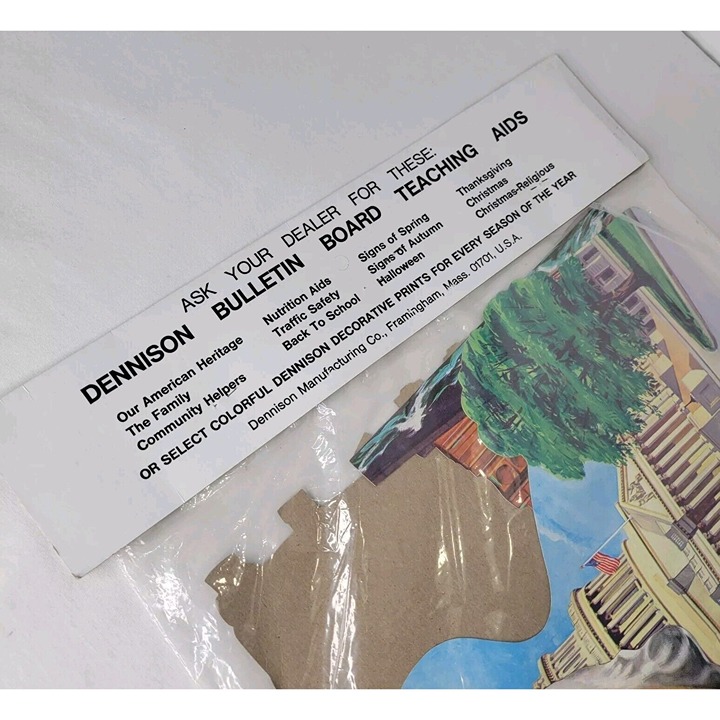 ASK YOUR DEALER FOR THESE:
DENNISON BULLETIN BOARD TEACHING AIDS
Our American Heritage
The Family
Community Helpers
Nutrition Aids
Traffic Safety
Back To School
Signs of Spring
Signs of Autumn
Halloween
Thanksgiving
Christmas
Christmas-Religious
OR SELECT COLORFUL DENNISON DECORATIVE PRINTS FOR EVERY SEASON OF THE YEAR
Dennison Manufacturing Co., Framingham, Mass. 01701, U.S.A.